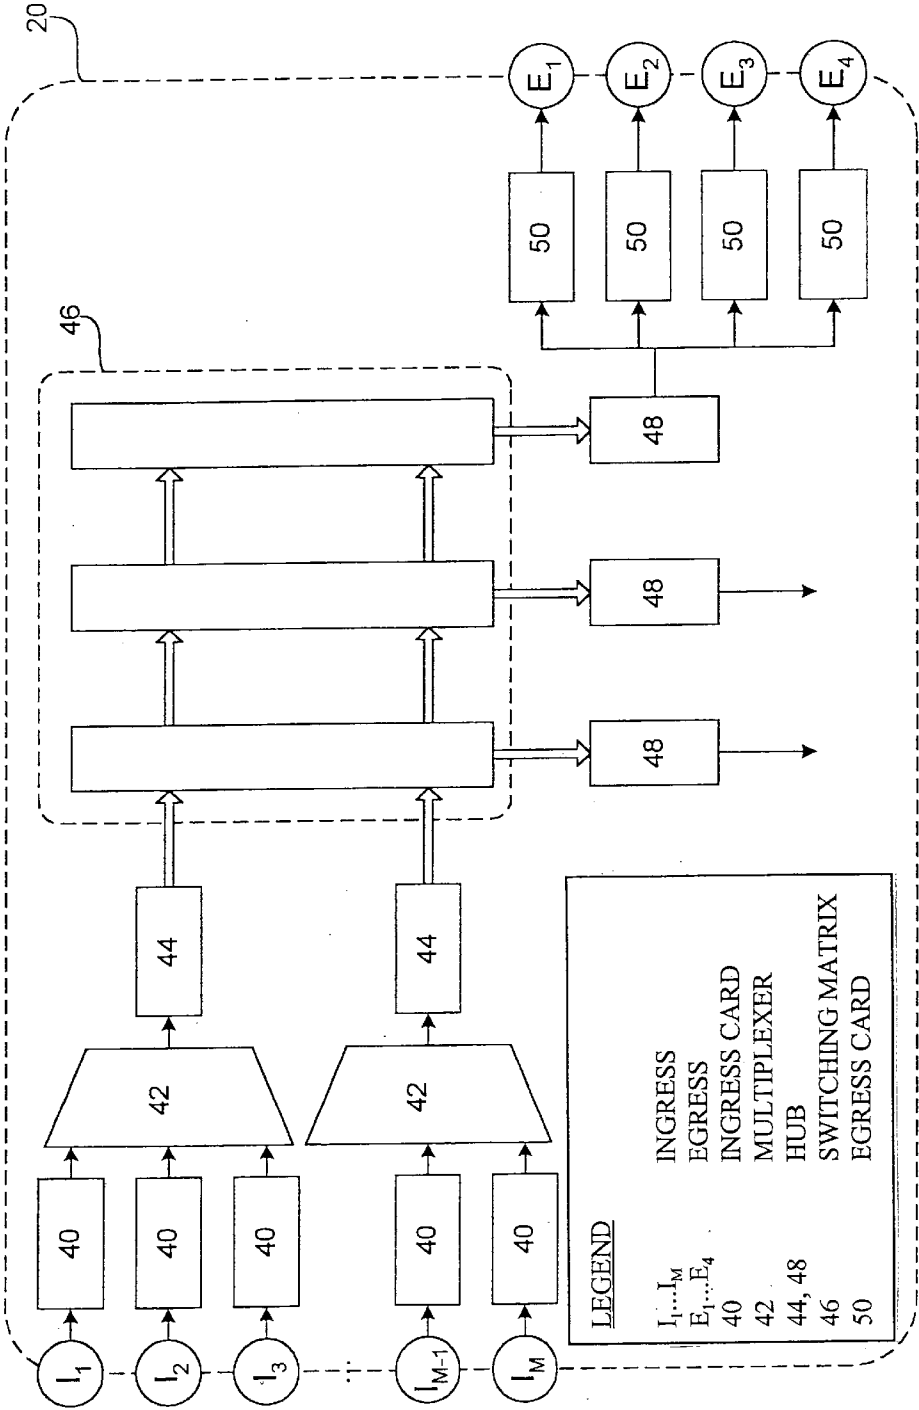 20
46
I1
I2
I3
...
IM-1
IM
40
40
40
40
40
42
42
44
44
48
48
48
50
50
50
50
E1
E2
E3
E4
LEGEND
I1...IM INGRESS
E1...E4 EGRESS
40 INGRESS CARD
42 MULTIPLEXER
44, 48 HUB
46 SWITCHING MATRIX
50 EGRESS CARD